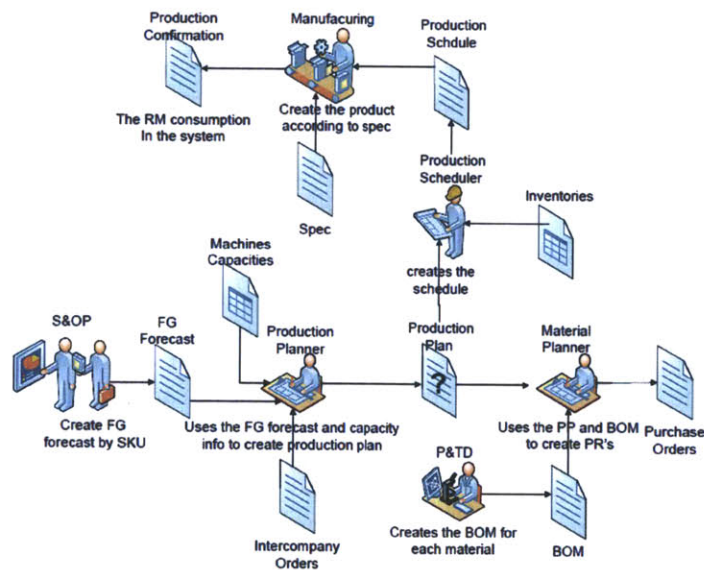 Production
Confirmation
Manufacuring
Production
Schdule
The RM consumption
In the system
Create the product
according to spec
Spec
Production
Scheduler
Inventories
creates the
schedule
Machines
Capacities
S&OP
FG
Forecast
Production
Planner
Production
Plan
?
Material
Planner
Create FG
forecast by SKU
Uses the FG forecast and capacity
info to create production plan
Uses the PP and BOM
to create PR's
Purchase
Orders
P&TD
Creates the BOM for
each material
BOM
Intercompany
Orders